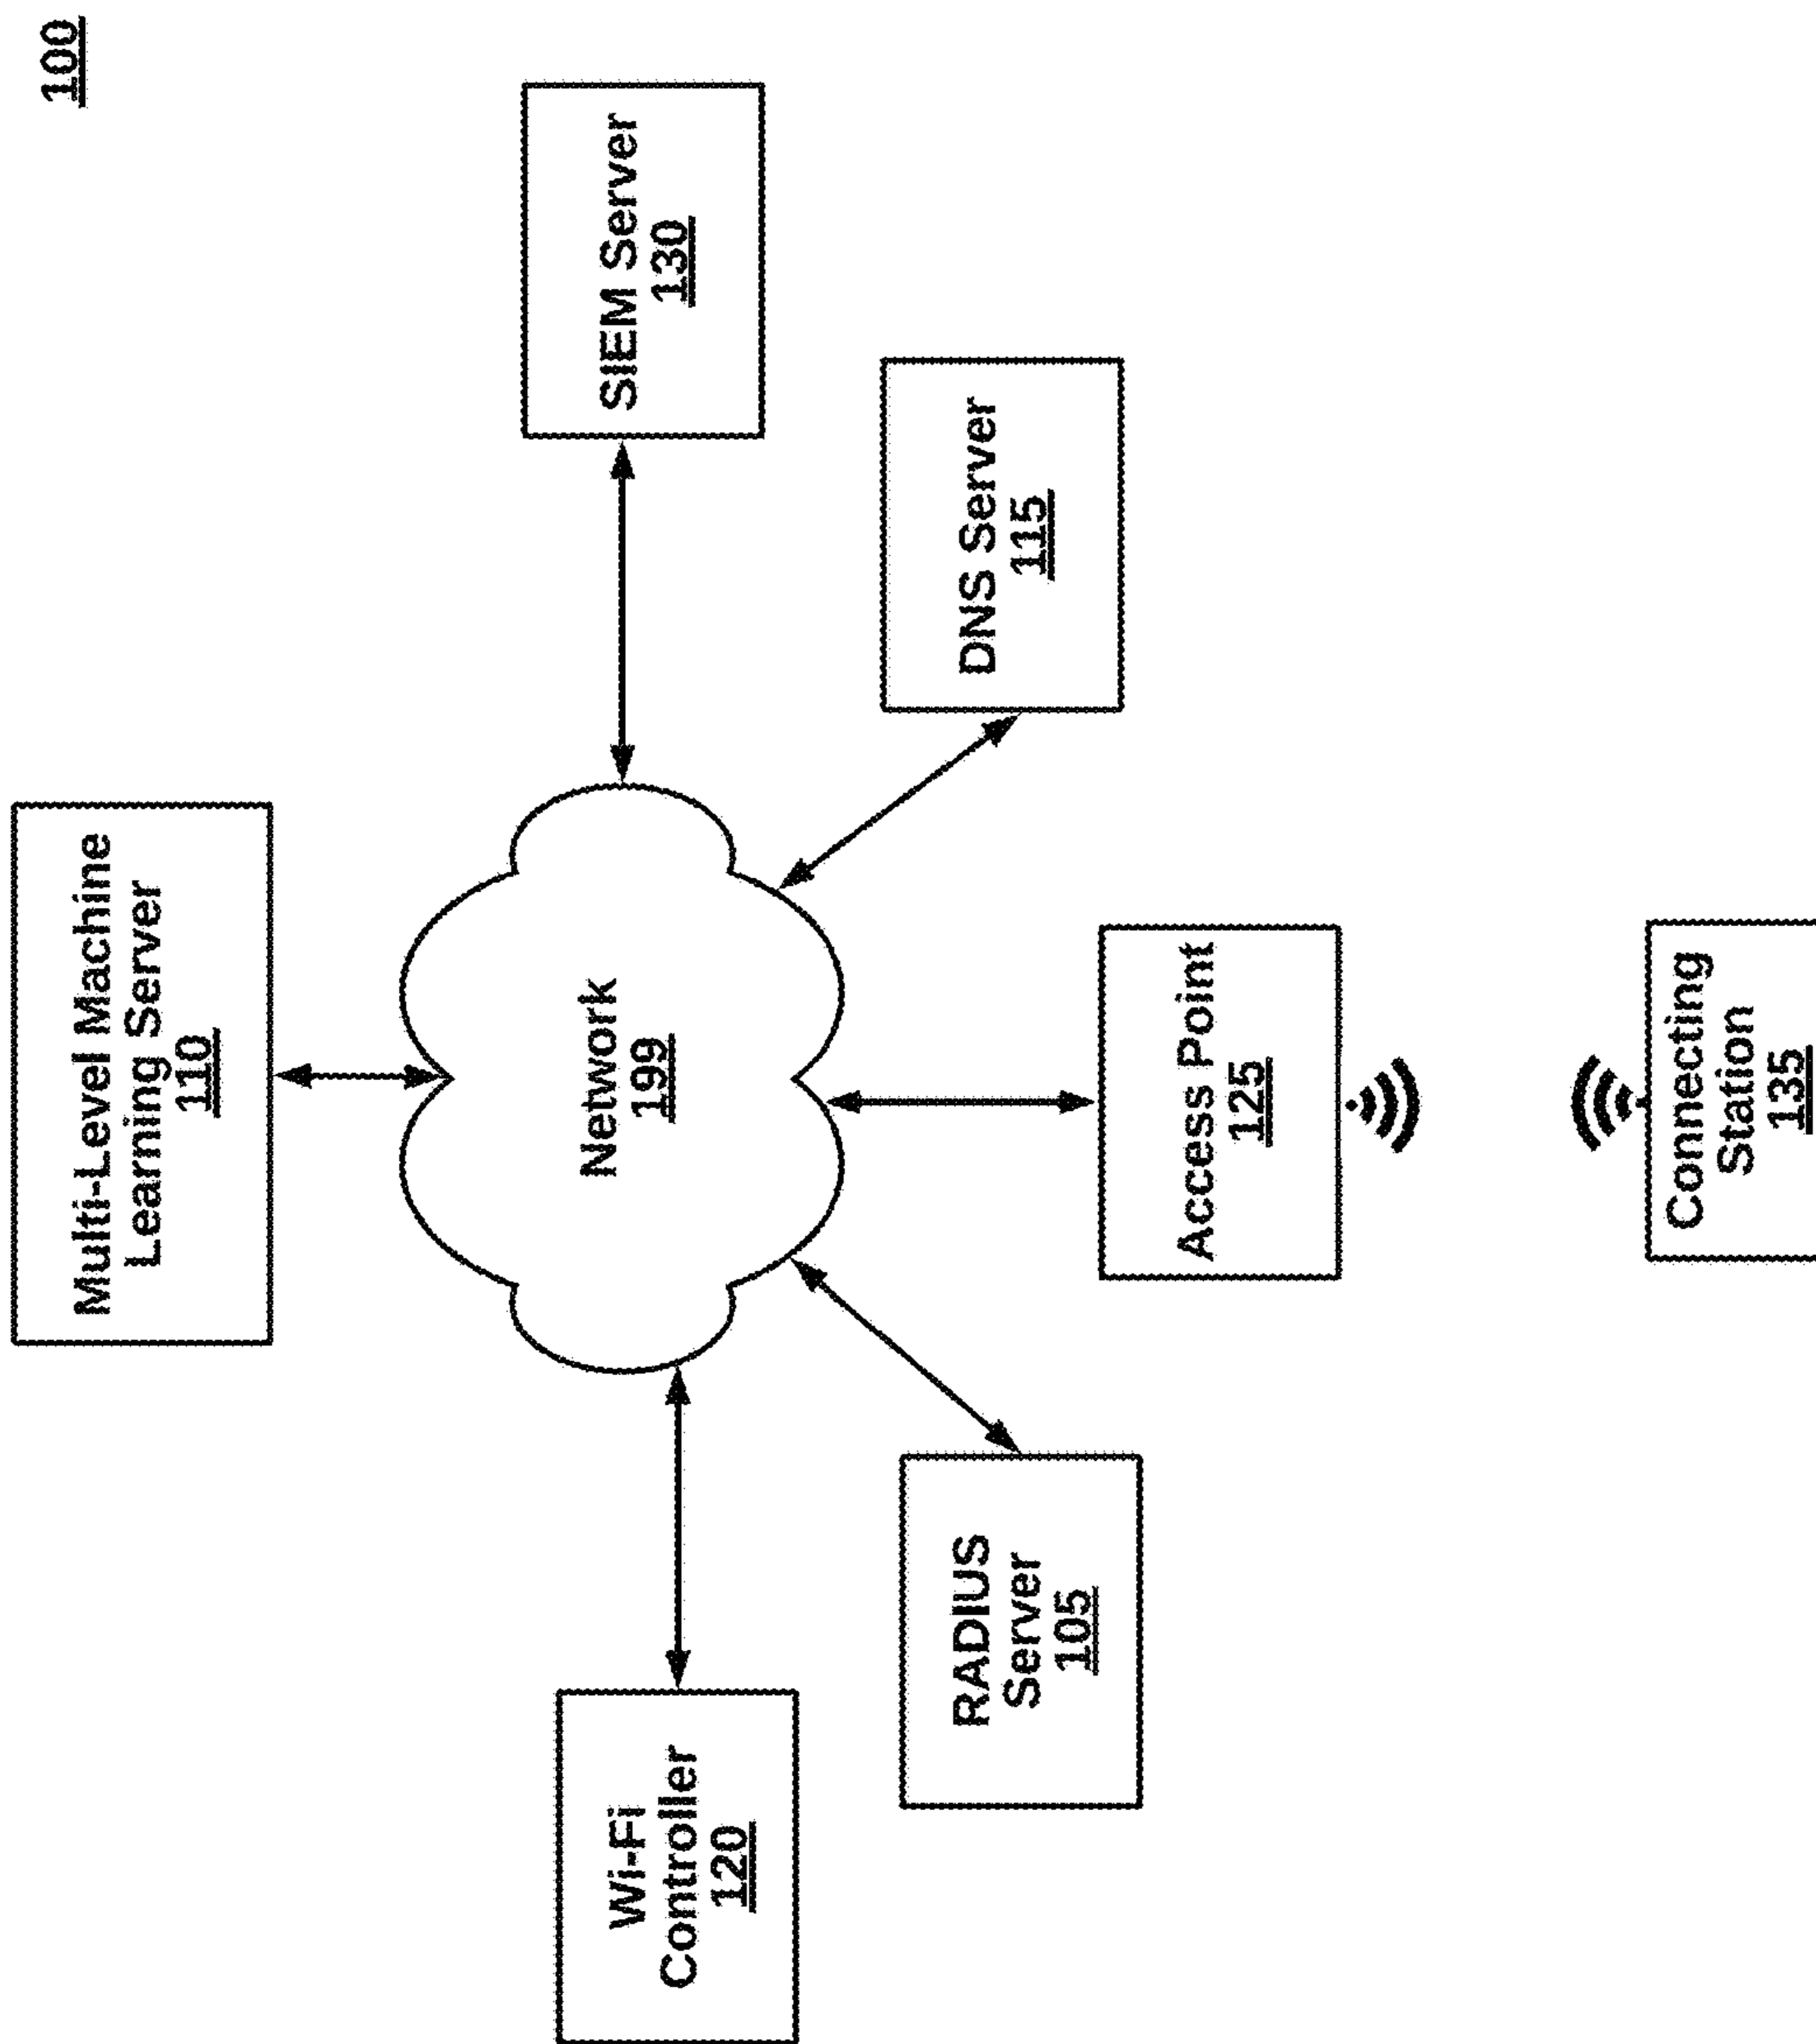 100
Multi-Level Machine
Learning Server
110
Network
199
Wi-Fi
Controller
120
SIEM Server
130
RADIUS
Server
105
DNS Server
115
Access Point
125
Connecting
Station
135